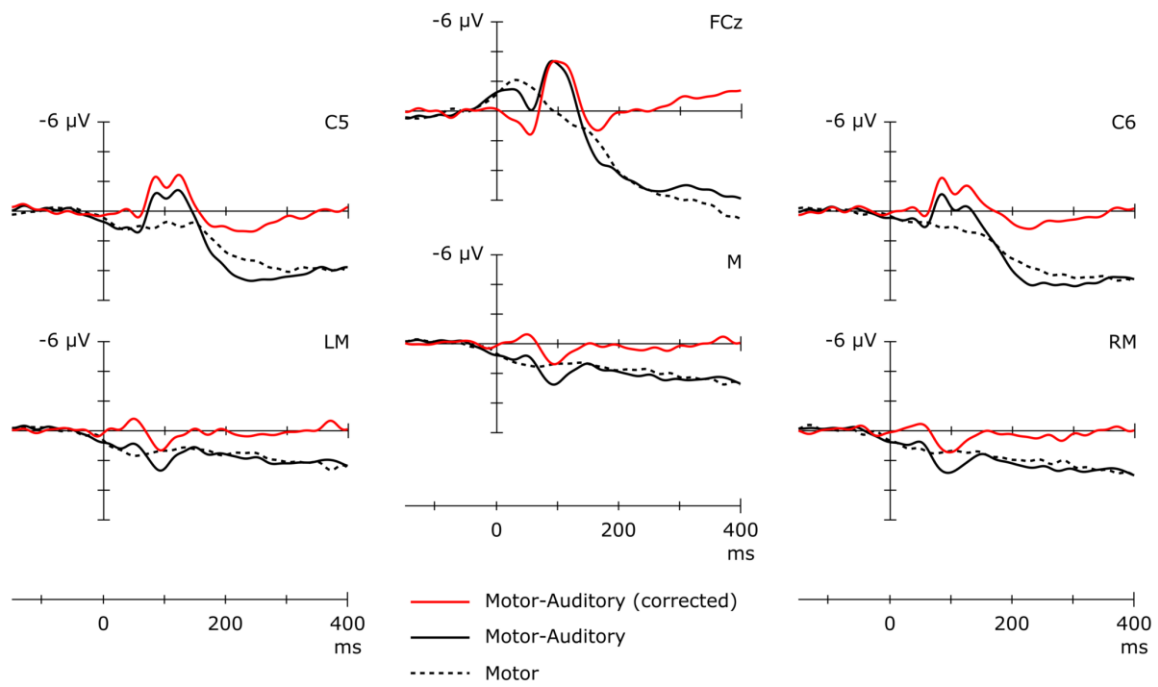 -6 µV
FCz
-6 µV
C5
-6 µV
C6
-6 µV
M
-6 µV
LM
-6 µV
RM
0
200
400
ms
0
200
400
ms
0
200
400
ms
Motor-Auditory (corrected)
Motor-Auditory
Motor